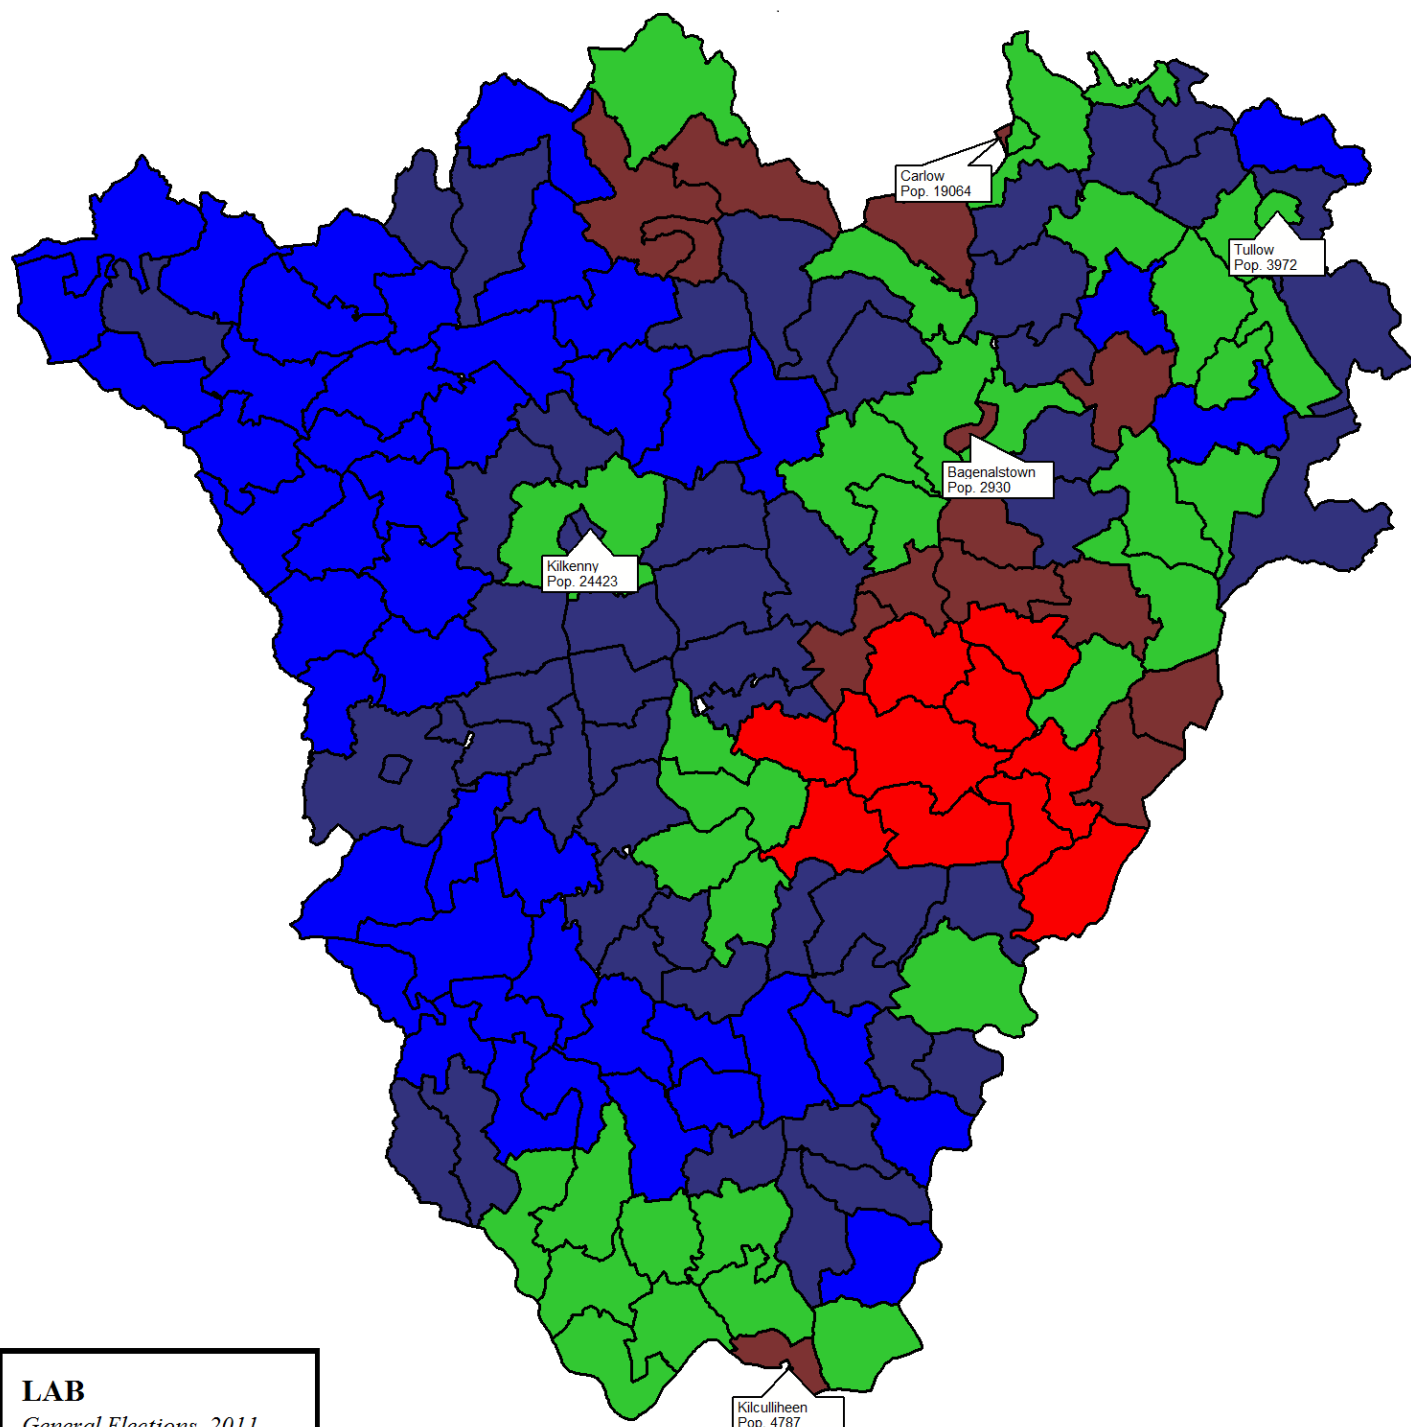 Carlow
Pop. 19064
Tullow
Pop. 3972
Bagenalstown
Pop. 2930
Kilkenny
Pop. 24423
LAB
General Elections, 2011
Kilculliheen
Pop. 4787